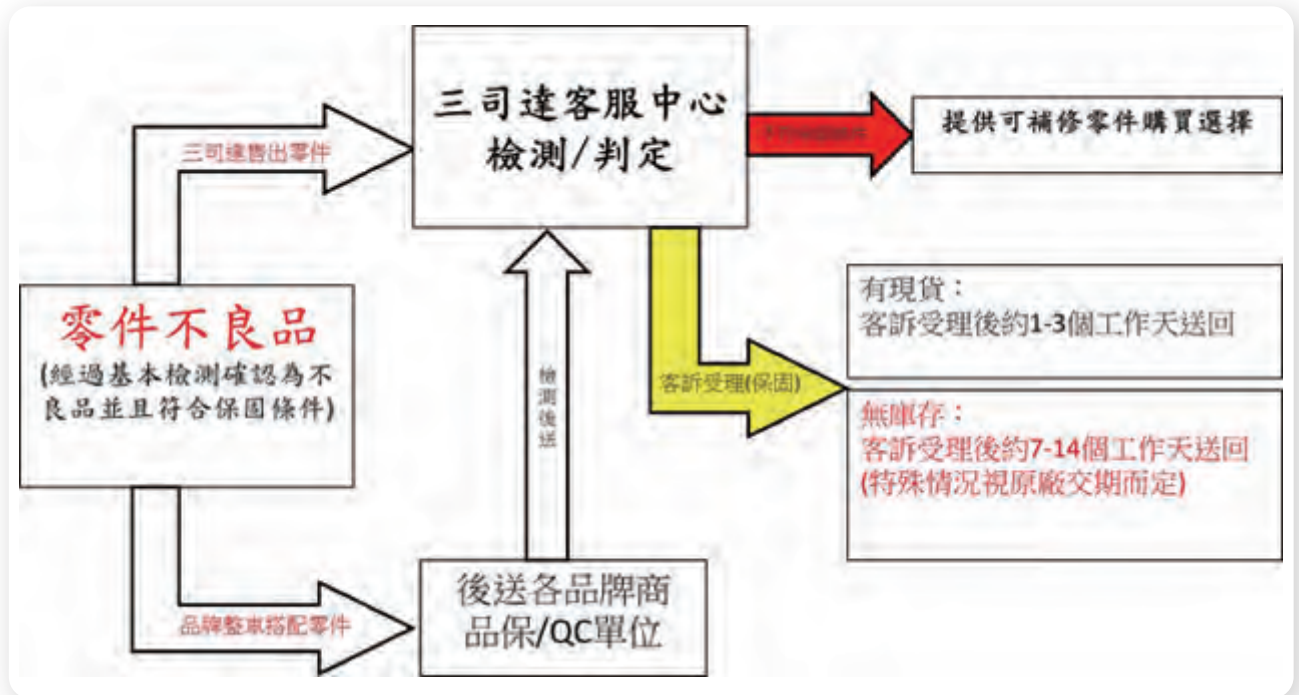 三司達客服中心
檢測/判定
提供可補修零件購買選擇
三司達售出零件
零件不良品
(經過基本檢測確認為不
良品並且符合保固條件)
檢測後送
客訴受理(保固)
有現貨：
客訴受理後約1-3個工作天送回
無庫存：
客訴受理後約7-14個工作天送回
(特殊情況視原廠交期而定)
品牌整車搭配零件
後送各品牌商
品保/QC單位